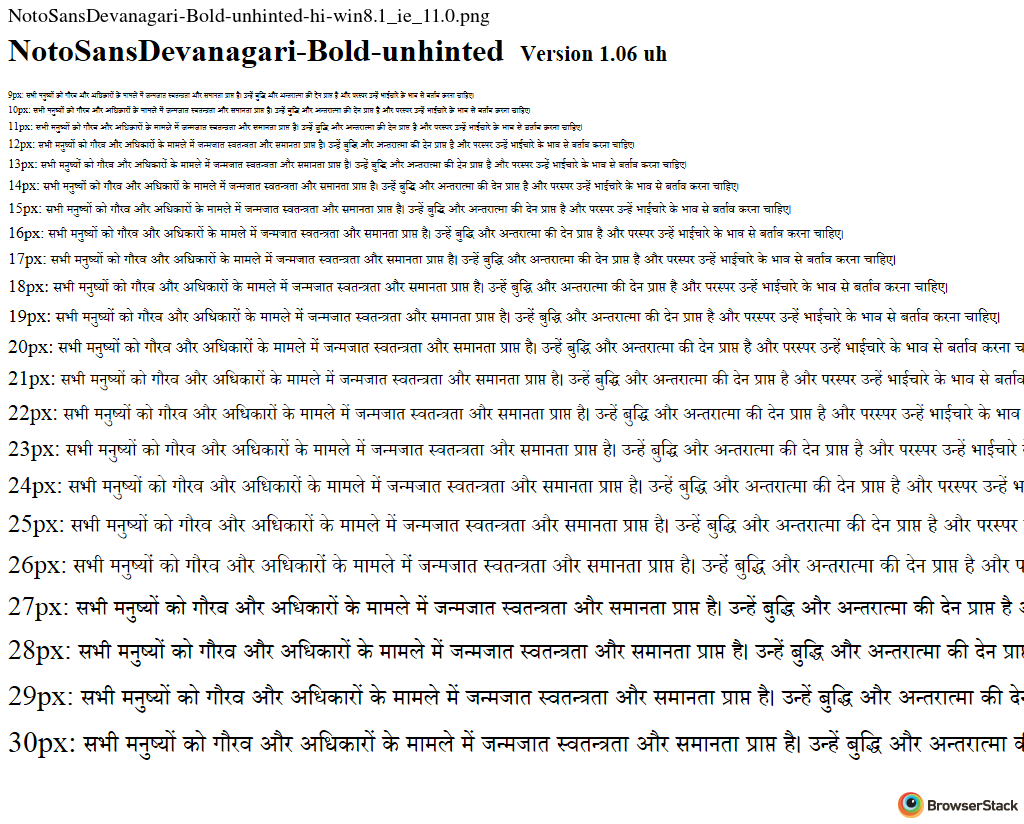 NotoSansDevanagari-Bold-unhinted-hi-win8.1_ie_11.0.png
NotoSansDevanagari-Bold-unhinted Version 1.06 uh
9px: सभी मनुष्यों को गौरव और अधिकारों के मामले में जन्मजात स्वतन्त्रता और समानता प्राप्त है। उन्हें बुद्धि और अन्तरात्मा की देन प्राप्त है और परस्पर उन्हें भाईचारे के भाव से बर्ताव करना चाहिए।
10px: सभी मनुष्यों को गौरव और अधिकारों के मामले में जन्मजात स्वतन्त्रता और समानता प्राप्त है। उन्हें बुद्धि और अन्तरात्मा की देन प्राप्त है और परस्पर उन्हें भाईचारे के भाव से बर्ताव करना चाहिए।
11px: सभी मनुष्यों को गौरव और अधिकारों के मामले में जन्मजात स्वतन्त्रता और समानता प्राप्त है। उन्हें बुद्धि और अन्तरात्मा की देन प्राप्त है और परस्पर उन्हें भाईचारे के भाव से बर्ताव करना चाहिए।
12px: सभी मनुष्यों को गौरव और अधिकारों के मामले में जन्मजात स्वतन्त्रता और समानता प्राप्त है। उन्हें बुद्धि और अन्तरात्मा की देन प्राप्त है और परस्पर उन्हें भाईचारे के भाव से बर्ताव करना चाहिए।
13px: सभी मनुष्यों को गौरव और अधिकारों के मामले में जन्मजात स्वतन्त्रता और समानता प्राप्त है। उन्हें बुद्धि और अन्तरात्मा की देन प्राप्त है और परस्पर उन्हें भाईचारे के भाव से बर्ताव करना चाहिए।
14px: सभी मनुष्यों को गौरव और अधिकारों के मामले में जन्मजात स्वतन्त्रता और समानता प्राप्त है। उन्हें बुद्धि और अन्तरात्मा की देन प्राप्त है और परस्पर उन्हें भाईचारे के भाव से बर्ताव करना चाहिए।
15px: सभी मनुष्यों को गौरव और अधिकारों के मामले में जन्मजात स्वतन्त्रता और समानता प्राप्त है। उन्हें बुद्धि और अन्तरात्मा की देन प्राप्त है और परस्पर उन्हें भाईचारे के भाव से बर्ताव करना चाहिए।
16px: सभी मनुष्यों को गौरव और अधिकारों के मामले में जन्मजात स्वतन्त्रता और समानता प्राप्त है। उन्हें बुद्धि और अन्तरात्मा की देन प्राप्त है और परस्पर उन्हें भाईचारे के भाव से बर्ताव करना चाहिए।
17px: सभी मनुष्यों को गौरव और अधिकारों के मामले में जन्मजात स्वतन्त्रता और समानता प्राप्त है। उन्हें बुद्धि और अन्तरात्मा की देन प्राप्त है और परस्पर उन्हें भाईचारे के भाव से बर्ताव करना चाहिए।
18px: सभी मनुष्यों को गौरव और अधिकारों के मामले में जन्मजात स्वतन्त्रता और समानता प्राप्त है। उन्हें बुद्धि और अन्तरात्मा की देन प्राप्त है और परस्पर उन्हें भाईचारे के भाव से बर्ताव करना चाहिए।
19px: सभी मनुष्यों को गौरव और अधिकारों के मामले में जन्मजात स्वतन्त्रता और समानता प्राप्त है। उन्हें बुद्धि और अन्तरात्मा की देन प्राप्त है और परस्पर उन्हें भाईचारे के भाव से बर्ताव करना चाहिए।
20px: सभी मनुष्यों को गौरव और अधिकारों के मामले में जन्मजात स्वतन्त्रता और समानता प्राप्त है। उन्हें बुद्धि और अन्तरात्मा की देन प्राप्त है और परस्पर उन्हें भाईचारे के भाव से बर्ताव करना
21px: सभी मनुष्यों को गौरव और अधिकारों के मामले में जन्मजात स्वतन्त्रता और समानता प्राप्त है। उन्हें बुद्धि और अन्तरात्मा की देन प्राप्त है और परस्पर उन्हें भाईचारे के भाव से बर्ताव
22px: सभी मनुष्यों को गौरव और अधिकारों के मामले में जन्मजात स्वतन्त्रता और समानता प्राप्त है। उन्हें बुद्धि और अन्तरात्मा की देन प्राप्त है और परस्पर उन्हें भाईचारे के भाव
23px: सभी मनुष्यों को गौरव और अधिकारों के मामले में जन्मजात स्वतन्त्रता और समानता प्राप्त है। उन्हें बुद्धि और अन्तरात्मा की देन प्राप्त है और परस्पर उन्हें भाईचारे
24px: सभी मनुष्यों को गौरव और अधिकारों के मामले में जन्मजात स्वतन्त्रता और समानता प्राप्त है। उन्हें बुद्धि और अन्तरात्मा की देन प्राप्त है और परस्पर उन्हें
25px: सभी मनुष्यों को गौरव और अधिकारों के मामले में जन्मजात स्वतन्त्रता और समानता प्राप्त है। उन्हें बुद्धि और अन्तरात्मा की देन प्राप्त है और परस्पर
26px: सभी मनुष्यों को गौरव और अधिकारों के मामले में जन्मजात स्वतन्त्रता और समानता प्राप्त है। उन्हें बुद्धि और अन्तरात्मा की देन प्राप्त है और
27px: सभी मनुष्यों को गौरव और अधिकारों के मामले में जन्मजात स्वतन्त्रता और समानता प्राप्त है। उन्हें बुद्धि और अन्तरात्मा की देन प्राप्त है
28px: सभी मनुष्यों को गौरव और अधिकारों के मामले में जन्मजात स्वतन्त्रता और समानता प्राप्त है। उन्हें बुद्धि और अन्तरात्मा की देन
29px: सभी मनुष्यों को गौरव और अधिकारों के मामले में जन्मजात स्वतन्त्रता और समानता प्राप्त है। उन्हें बुद्धि और अन्तरात्मा की
30px: सभी मनुष्यों को गौरव और अधिकारों के मामले में जन्मजात स्वतन्त्रता और समानता प्राप्त है। उन्हें बुद्धि और अन्तरात्मा
BrowserStack